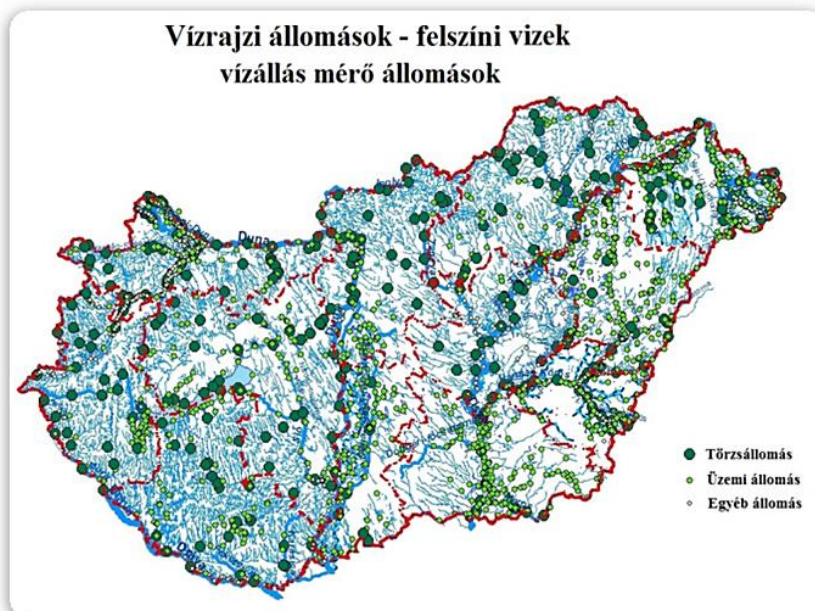 Vízrajzi állomások - felszíni vizek
vízállás mérő állomások
Duna
Törzsállomás
Üzemi állomás
Egyéb állomás